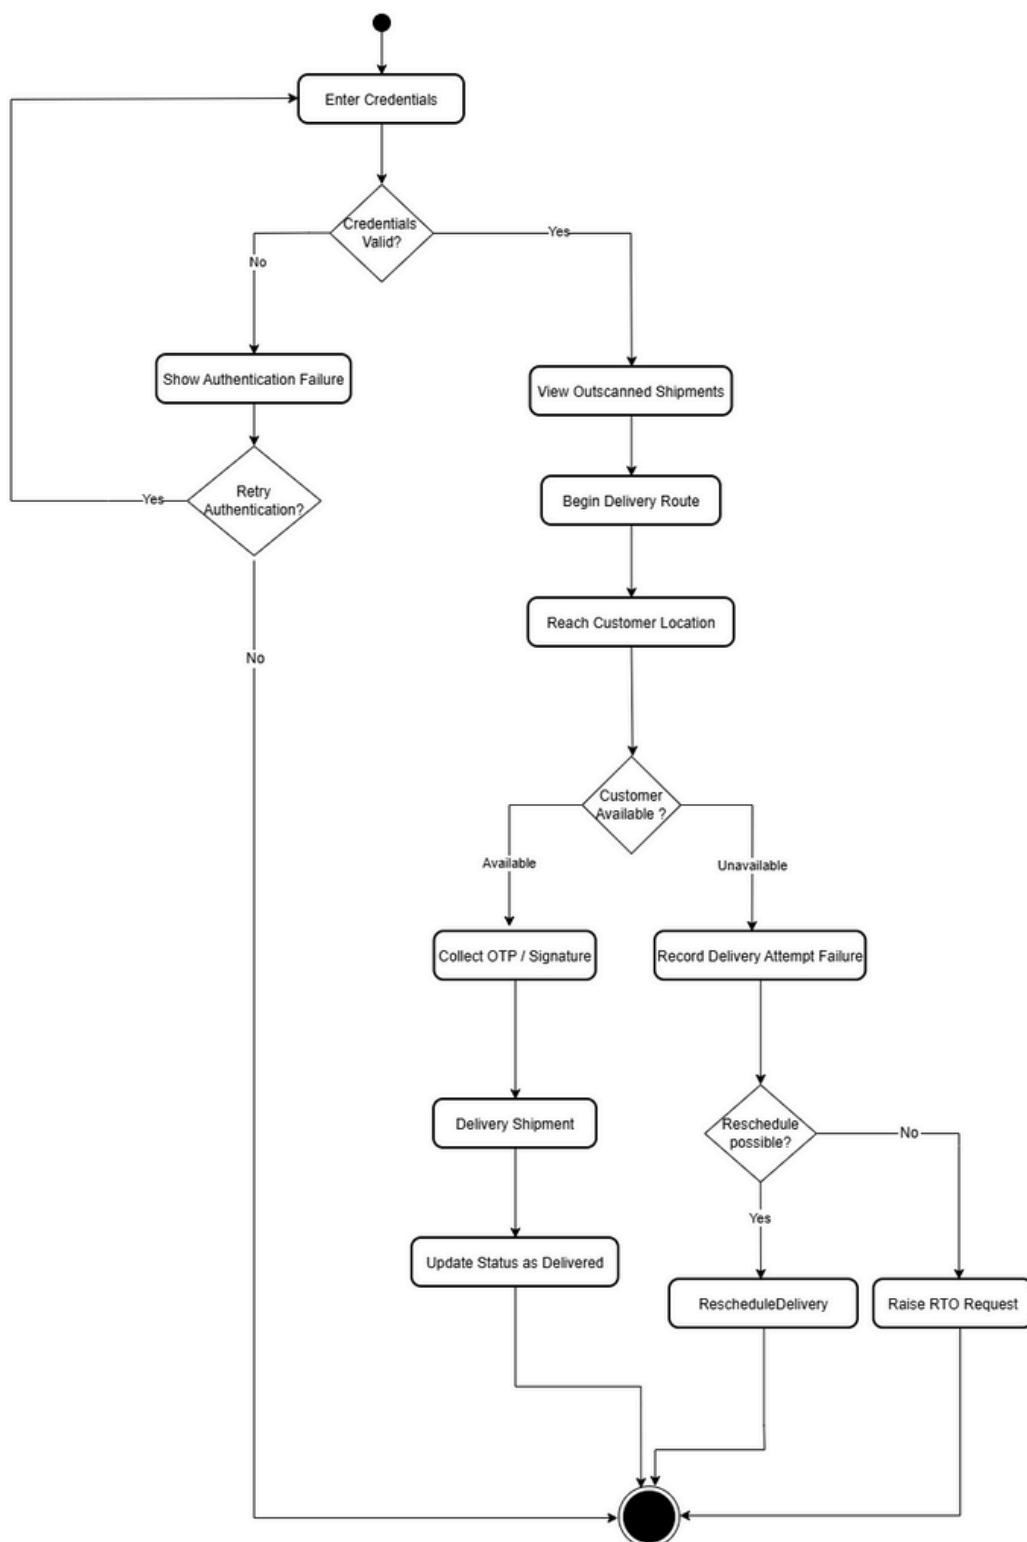 Enter Credentials
Credentials
Valid?
Yes
No
Show Authentication Failure
View Outscanned Shipments
Retry
Authentication?
Yes
Begin Delivery Route
Reach Customer Location
No
Customer
Available ?
Available
Unavailable
Collect OTP / Signature
Record Delivery Attempt Failure
Delivery Shipment
Reschedule
possible?
No
Yes
Update Status as Delivered
RescheduleDelivery
Raise RTO Request